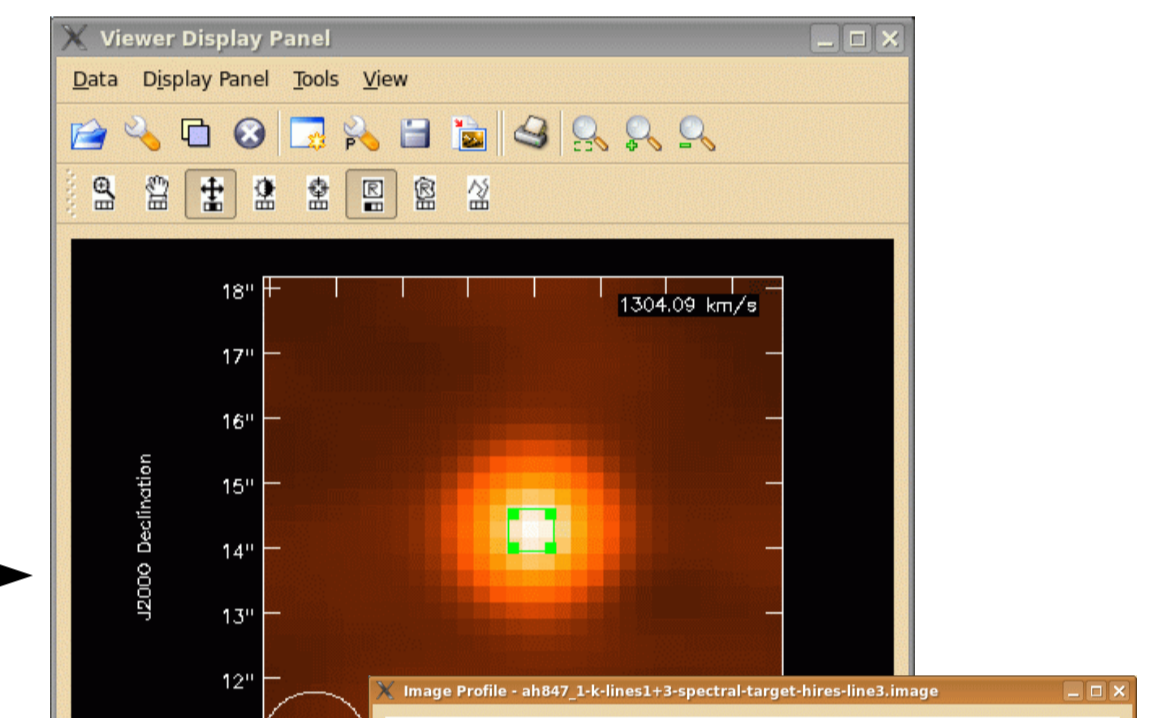 Viewer Display Panel
Data Display Panel Tools View
P
R
R
1304.09 km/s
18"
17"
16"
15"
14"
13"
12"
J2000 Declination
Image Profile - ah847_1-k-lines1+3-spectral-target-hires-line3.image